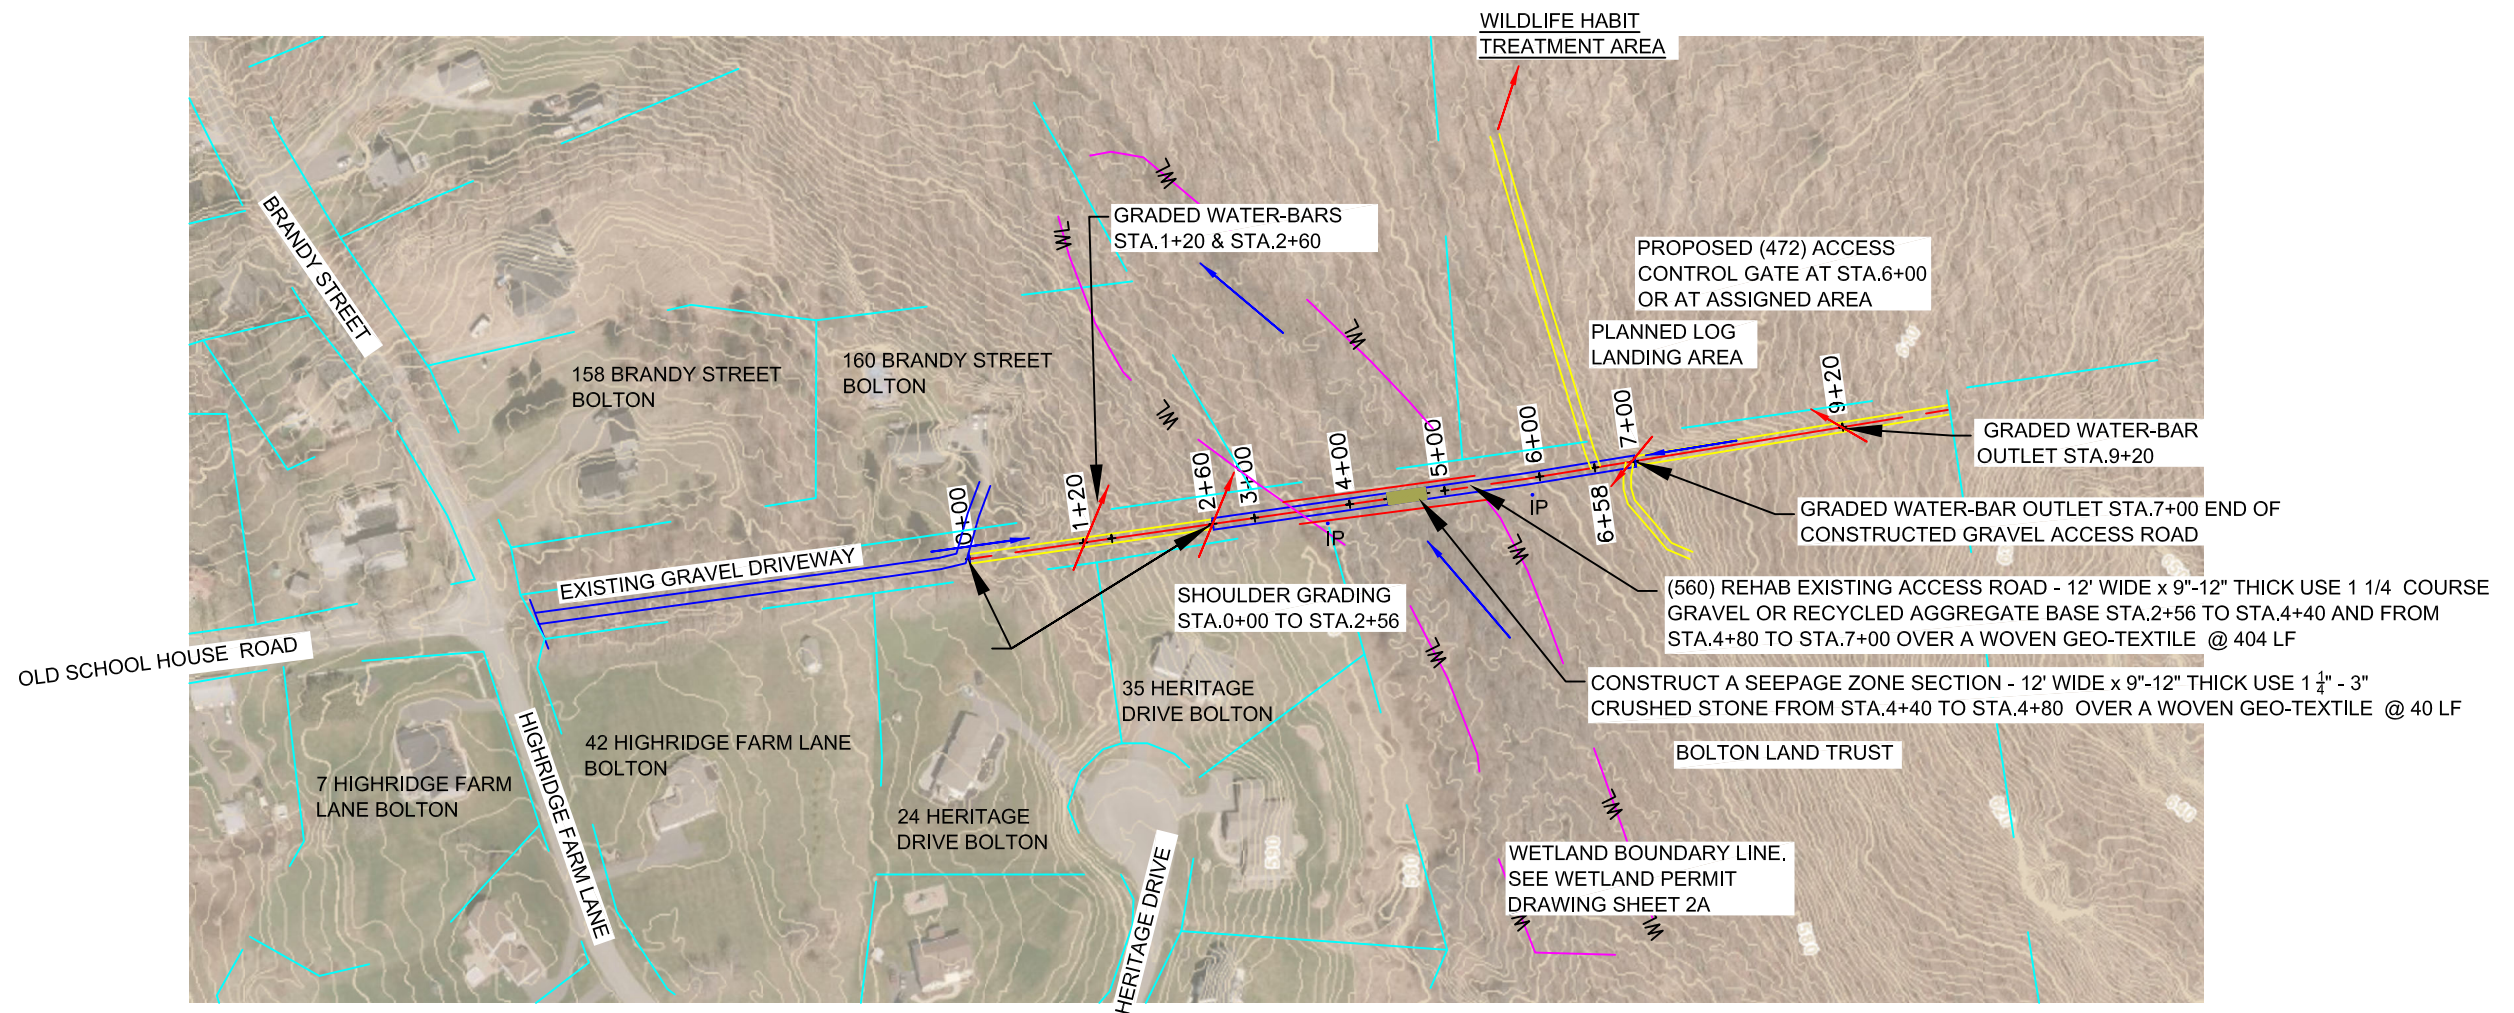 WILDLIFE HABIT
TREATMENT AREA
BRANDY STREET
WL
WL
GRADED WATER-BARS
STA.1+20 & STA.2+60
PROPOSED (472) ACCESS
CONTROL GATE AT STA.6+00
OR AT ASSIGNED AREA
WL
PLANNED LOG
LANDING AREA
600
158 BRANDY STREET
BOLTON
160 BRANDY STREET
BOLTON
WL
0+00
1+20
2+60
3+00
4+00
5+00
6+00
6+58
7+00
9+20
IP
IP
GRADED WATER-BAR
OUTLET STA.9+20
GRADED WATER-BAR OUTLET STA.7+00 END OF
CONSTRUCTED GRAVEL ACCESS ROAD
EXISTING GRAVEL DRIVEWAY
WL
SHOULDER GRADING
STA.0+00 TO STA.2+56
(560) REHAB EXISTING ACCESS ROAD - 12' WIDE x 9"-12" THICK USE 1 1/4 COURSE
GRAVEL OR RECYCLED AGGREGATE BASE STA.2+56 TO STA.4+40 AND FROM
STA.4+80 TO STA.7+00 OVER A WOVEN GEO-TEXTILE @ 404 LF
OLD SCHOOL HOUSE ROAD
WL
35 HERITAGE
DRIVE BOLTON
CONSTRUCT A SEEPAGE ZONE SECTION - 12' WIDE x 9"-12" THICK USE 1 1/4" - 3"
CRUSHED STONE FROM STA.4+40 TO STA.4+80 OVER A WOVEN GEO-TEXTILE @ 40 LF
42 HIGHRIDGE FARM LANE
BOLTON
BOLTON LAND TRUST
7 HIGHRIDGE FARM
LANE BOLTON
HIGHRIDGE FARM LANE
24 HERITAGE
DRIVE BOLTON
WL
HERITAGE DRIVE
WETLAND BOUNDARY LINE.
SEE WETLAND PERMIT
DRAWING SHEET 2A
WL